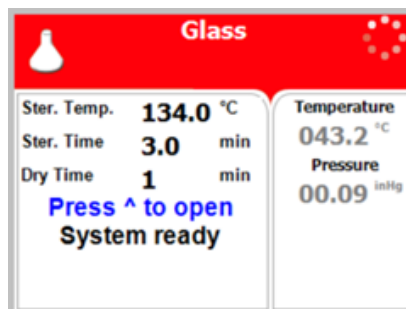 Glass
Ster. Temp. 134.0 °C
Ster. Time 3.0 min
Dry Time 1 min
Press ^ to open
System ready
Temperature
043.2 °C
Pressure
00.09 inHg